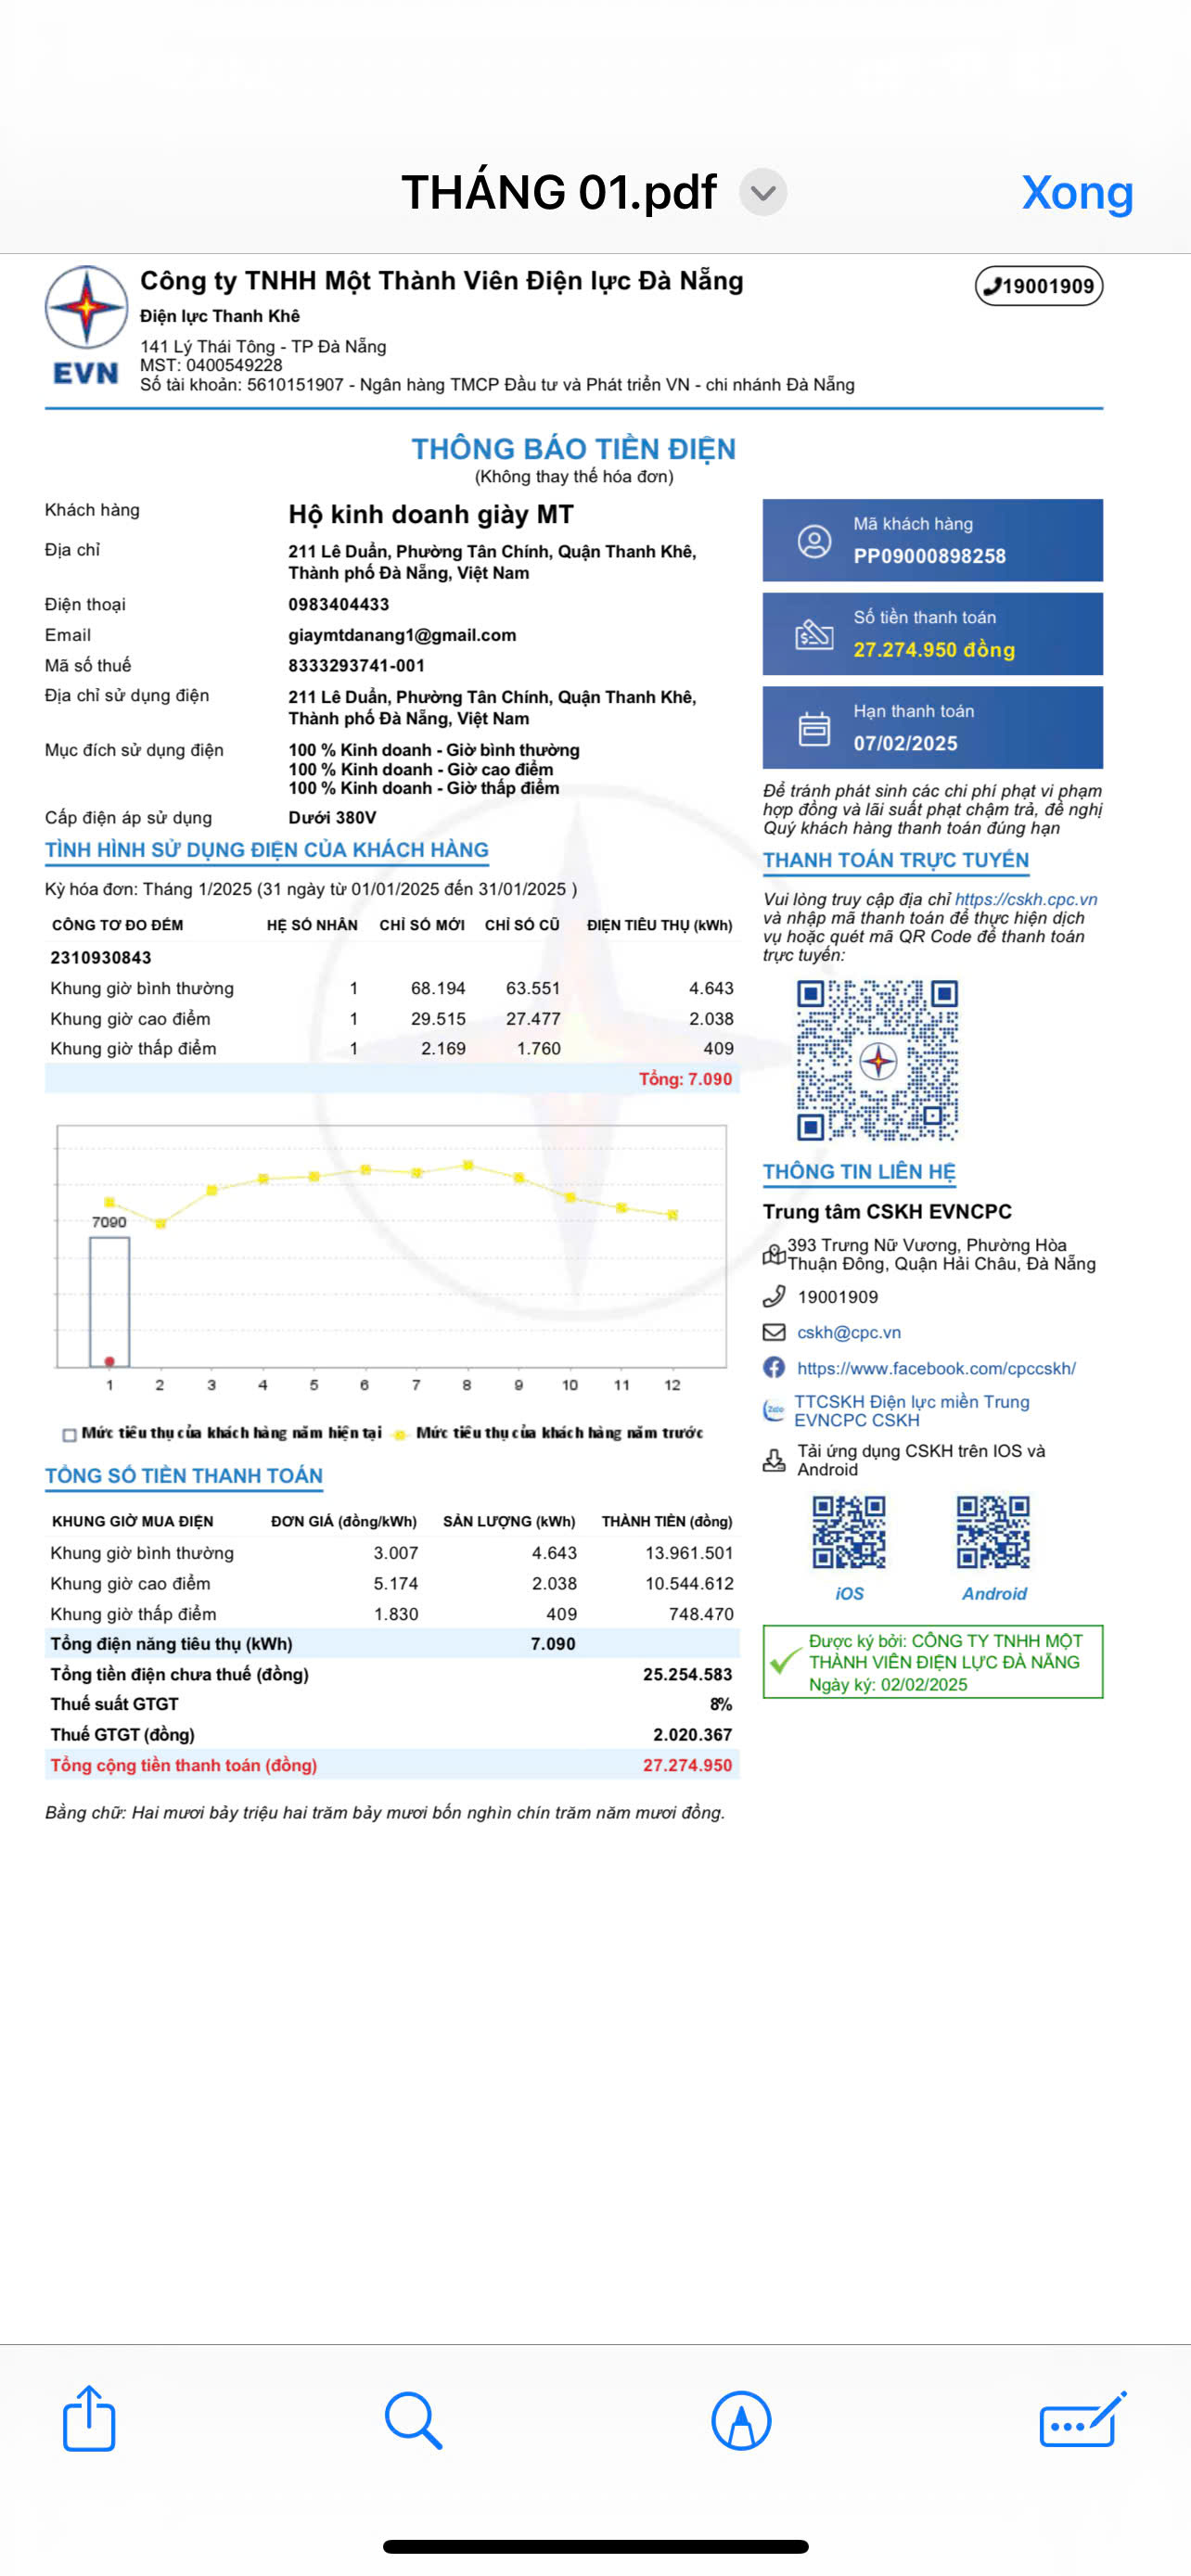 THÁNG 01.pdf
Xong
EVN
Công ty TNHH Một Thành Viên Điện lực Đà Nẵng
Điện lực Thanh Khê
141 Lý Thái Tông - TP Đà Nẵng
MST: 0400549228
Số tài khoản: 5610151907 - Ngân hàng TMCP Đầu tư và Phát triển VN - chi nhánh Đà Nẵng
19001909
THÔNG BÁO TIỀN ĐIỆN
(Không thay thế hóa đơn)
Khách hàng Hộ kinh doanh giày MT
Địa chỉ 211 Lê Duẩn, Phường Tân Chính, Quận Thanh Khê,
Thành phố Đà Nẵng, Việt Nam
Điện thoại 0983404433
Email giaymtdanang1@gmail.com
Mã số thuế 8333293741-001
Địa chỉ sử dụng điện 211 Lê Duẩn, Phường Tân Chính, Quận Thanh Khê,
Thành phố Đà Nẵng, Việt Nam
Mục đích sử dụng điện 100 % Kinh doanh - Giờ bình thường
100 % Kinh doanh - Giờ cao điểm
100 % Kinh doanh - Giờ thấp điểm
Cấp điện áp sử dụng Dưới 380V
TÌNH HÌNH SỬ DỤNG ĐIỆN CỦA KHÁCH HÀNG
Kỳ hóa đơn: Tháng 1/2025 (31 ngày từ 01/01/2025 đến 31/01/2025 )
CÔNG TƠ ĐO ĐẾM HỆ SỐ NHÂN CHỈ SỐ MỚI CHỈ SỐ CŨ ĐIỆN TIÊU THỤ (kWh)
2310930843
Khung giờ bình thường 1 68.194 63.551 4.643
Khung giờ cao điểm 1 29.515 27.477 2.038
Khung giờ thấp điểm 1 2.169 1.760 409
Tổng: 7.090
7090
1 2 3 4 5 6 7 8 9 10 11 12
Mức tiêu thụ của khách hàng năm hiện tại Mức tiêu thụ của khách hàng năm trước
TỔNG SỐ TIỀN THANH TOÁN
KHUNG GIỜ MUA ĐIỆN ĐƠN GIÁ (đồng/kWh) SẢN LƯỢNG (kWh) THÀNH TIỀN (đồng)
Khung giờ bình thường 3.007 4.643 13.961.501
Khung giờ cao điểm 5.174 2.038 10.544.612
Khung giờ thấp điểm 1.830 409 748.470
Tổng điện năng tiêu thụ (kWh) 7.090
Tổng tiền điện chưa thuế (đồng) 25.254.583
Thuế suất GTGT 8%
Thuế GTGT (đồng) 2.020.367
Tổng cộng tiền thanh toán (đồng) 27.274.950
Bằng chữ: Hai mươi bảy triệu hai trăm bảy mươi bốn nghìn chín trăm năm mươi đồng.
Mã khách hàng
PP09000898258
Số tiền thanh toán
27.274.950 đồng
Hạn thanh toán
07/02/2025
Để tránh phát sinh các chi phí phạt vi phạm
hợp đồng và lãi suất phạt chậm trả, đề nghị
Quý khách hàng thanh toán đúng hạn
THANH TOÁN TRỰC TUYẾN
Vui lòng truy cập địa chỉ https://cskh.cpc.vn
và nhập mã thanh toán để thực hiện dịch
vụ hoặc quét mã QR Code để thanh toán
trực tuyến:
THÔNG TIN LIÊN HỆ
Trung tâm CSKH EVNCPC
393 Trưng Nữ Vương, Phường Hòa
Thuận Đông, Quận Hải Châu, Đà Nẵng
19001909
cskh@cpc.vn
https://www.facebook.com/cpccskh/
Zalo
TTCSKH Điện lực miền Trung
EVNCPC CSKH
Tải ứng dụng CSKH trên IOS và
Android
iOS Android
Được ký bởi: CÔNG TY TNHH MỘT
THÀNH VIÊN ĐIỆN LỰC ĐÀ NẴNG
Ngày ký: 02/02/2025